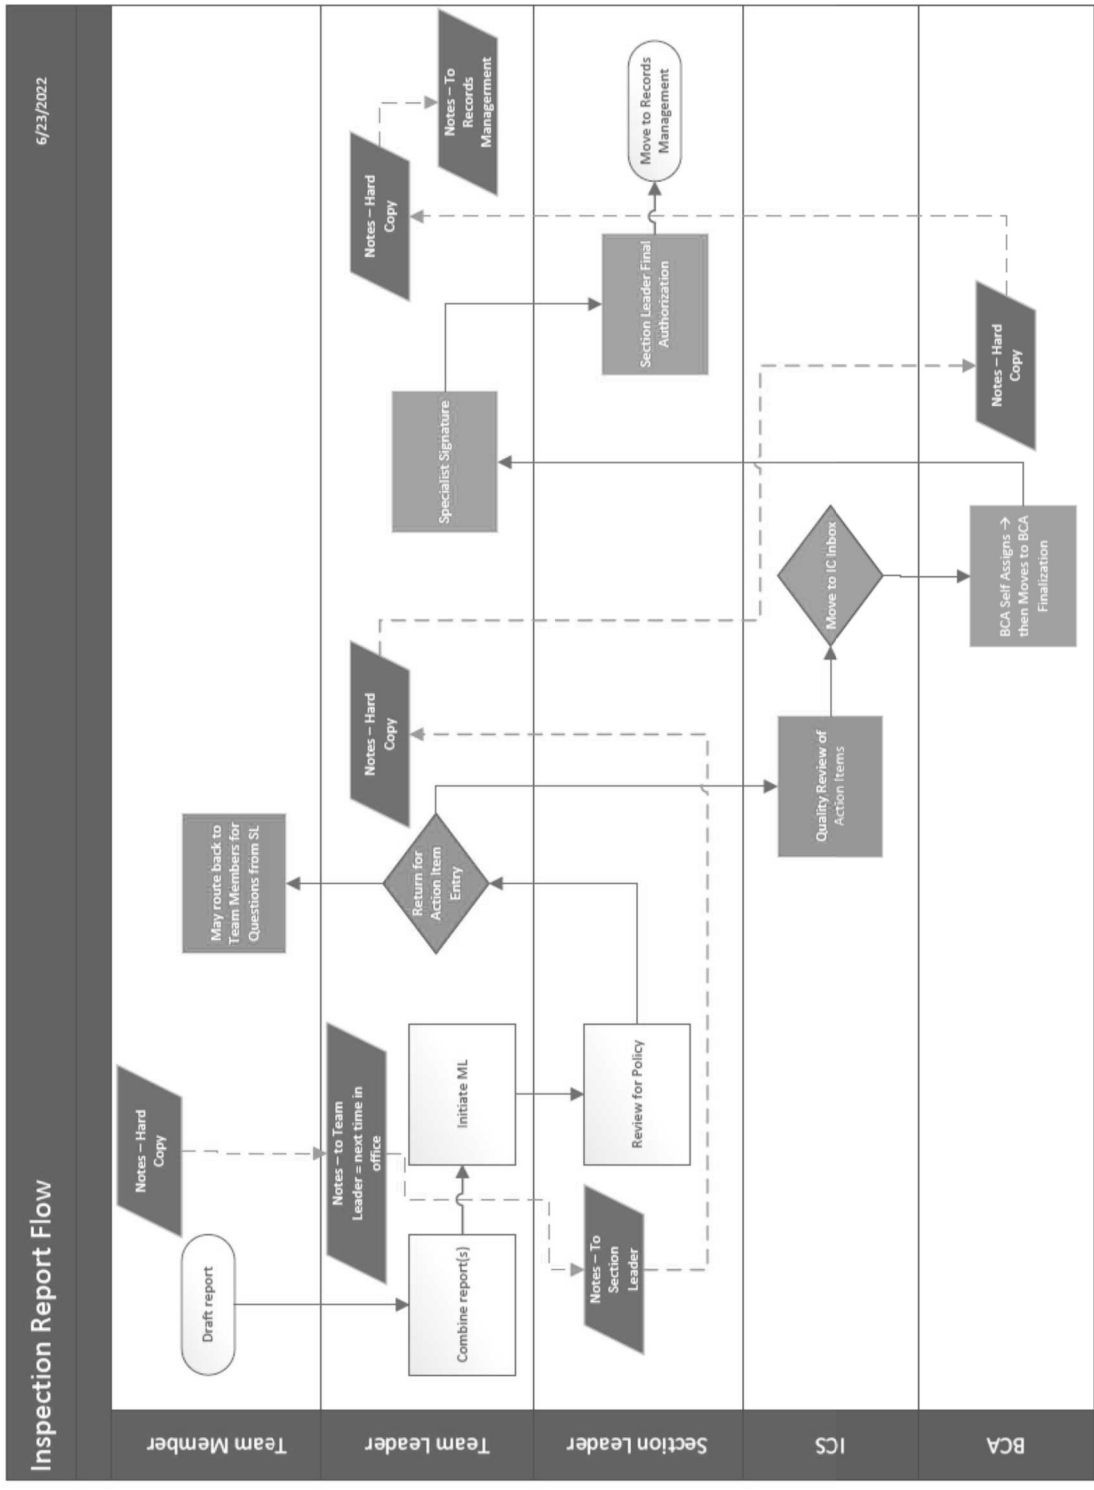 Inspection Report Flow
6/23/2022
Team Member
Draft report
Notes – Hard
Copy
May route back to
Team Members for
Questions from SL
Team Leader
Combine report(s)
Notes – to Team
Leader = next time in
office
Initiate ML
Return for
Action Item
Entry
Notes – Hard
Copy
Specialist Signature
Notes – Hard
Copy
Notes – To
Records
Managerment
Section Leader
Notes – To
Section
Leader
Review for Policy
Section Leader Final
Authorization
Move to Records
Management
ICS
Quality Review of
Action Items
Move to IC Inbox
BCA
BCA Self Assigns →
then Moves to BCA
Finalization
Notes – Hard
Copy